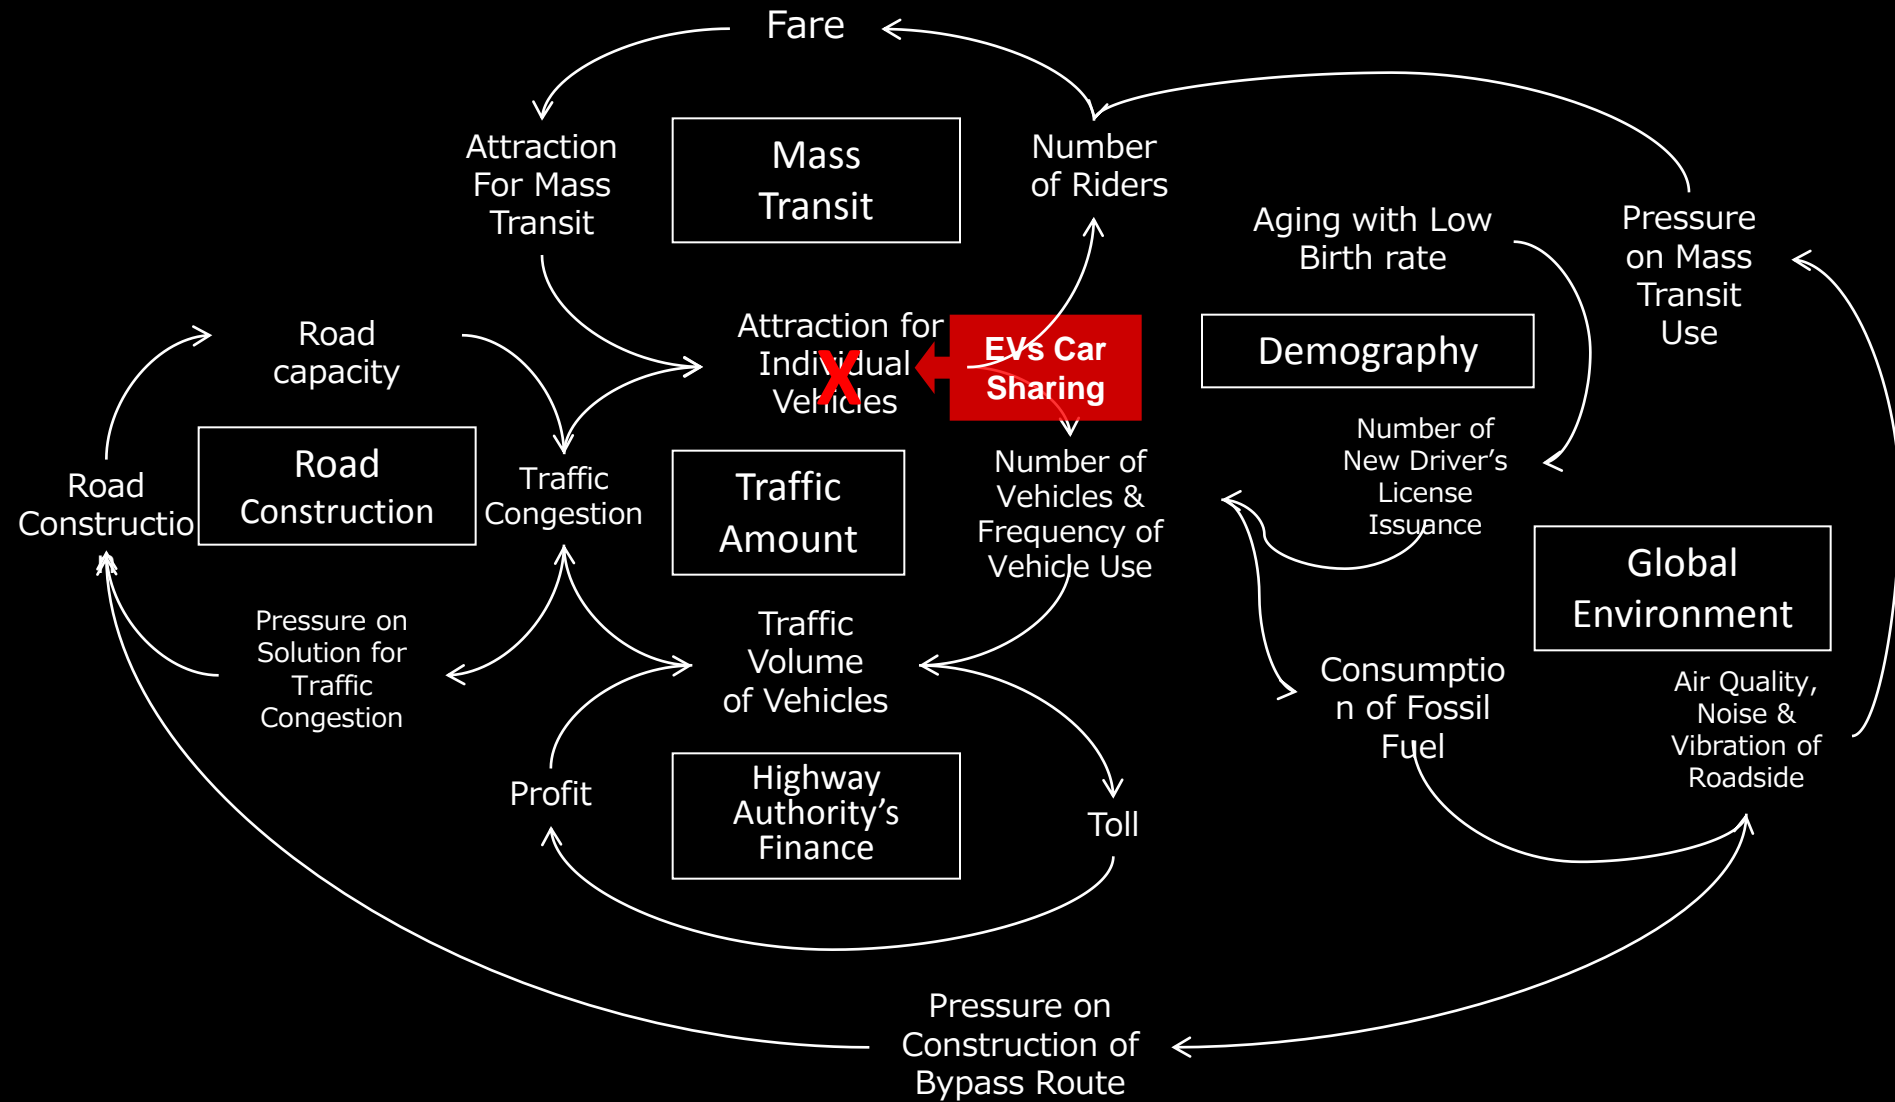 Fare
Attraction
For Mass
Transit
Mass
Transit
Number
of Riders
Aging with Low
Birth rate
Pressure
on Mass
Transit
Use
Road
capacity
Attraction for
Individual
Vehicles
X
EVs Car
Sharing
Demography
Number of
New Driver’s
License
Issuance
Road
Constructio
Road
Construction
Traffic
Congestion
Traffic
Amount
Number of
Vehicles &
Frequency of
Vehicle Use
Global
Environment
Pressure on
Solution for
Traffic
Congestion
Traffic
Volume
of Vehicles
Consumptio
n of Fossil
Fuel
Air Quality,
Noise &
Vibration of
Roadside
Profit
Highway
Authority’s
Finance
Toll
Pressure on
Construction of
Bypass Route